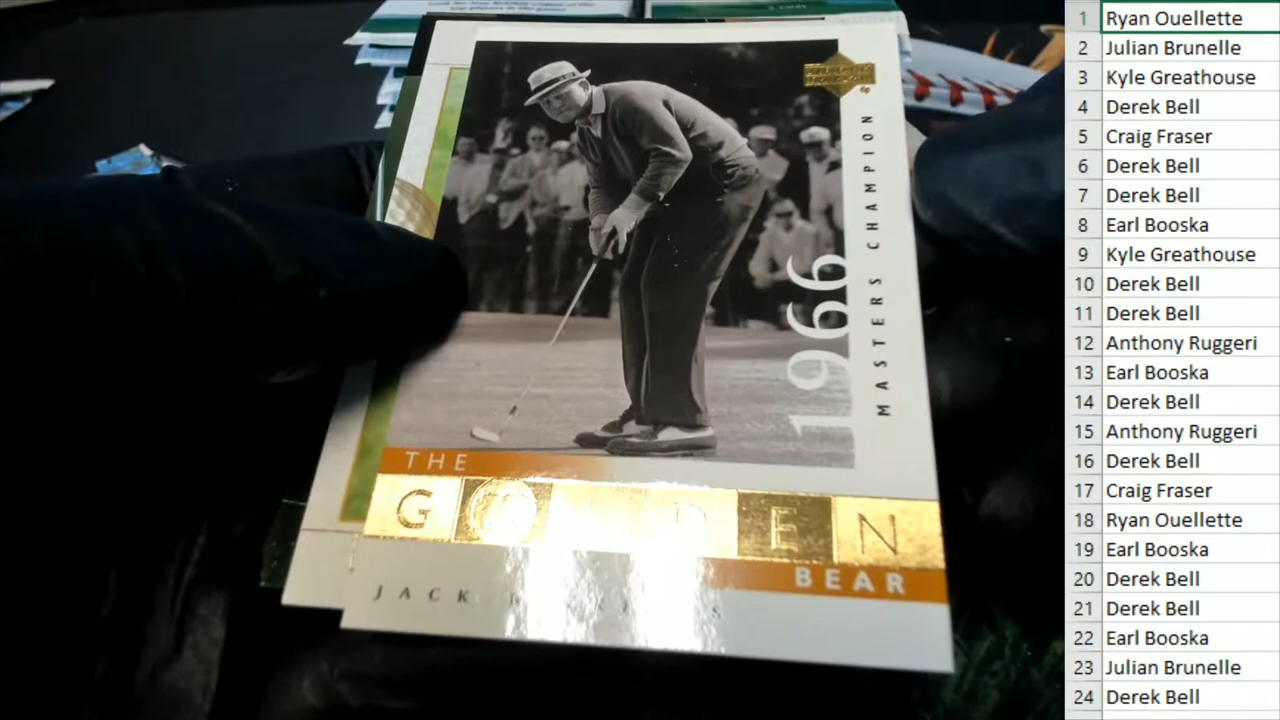 1966
MASTERS CHAMPION
THE
GOLDEN
BEAR
JACK
1 Ryan Ouellette
2 Julian Brunelle
3 Kyle Greathouse
4 Derek Bell
5 Craig Fraser
6 Derek Bell
7 Derek Bell
8 Earl Booska
9 Kyle Greathouse
10 Derek Bell
11 Derek Bell
12 Anthony Ruggeri
13 Earl Booska
14 Derek Bell
15 Anthony Ruggeri
16 Derek Bell
17 Craig Fraser
18 Ryan Ouellette
19 Earl Booska
20 Derek Bell
21 Derek Bell
22 Earl Booska
23 Julian Brunelle
24 Derek Bell